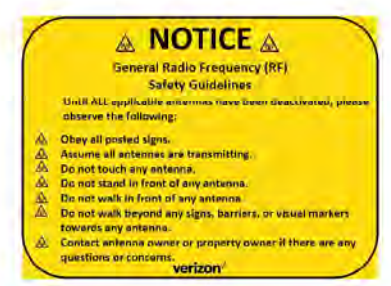 NOTICE
General Radio Frequency (RF)
Safety Guidelines
Until ALL applicable antennas have been deactivated, please
observe the following:
Obey all posted signs.
Assume all antennas are transmitting.
Do not touch any antenna.
Do not stand in front of any antenna.
Do not walk in front of any antenna.
Do not walk beyond any signs, barriers, or visual markers
towards any antenna.
Contact antenna owner or property owner if there are any
questions or concerns.
verizon